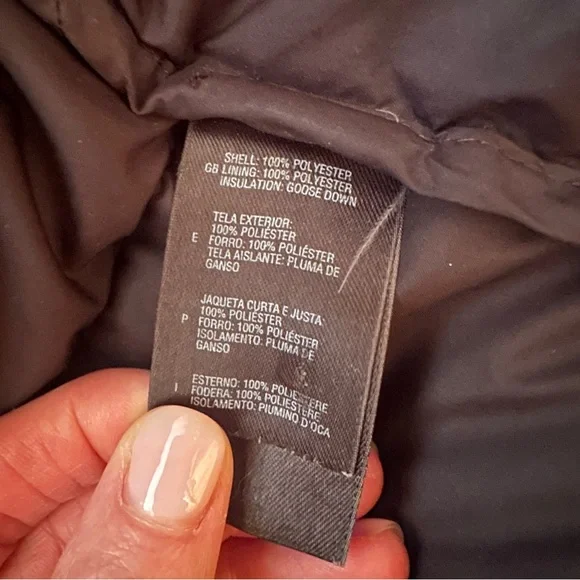 SHELL: 100% POLYESTER
GB LINING: 100% POLYESTER
INSULATION: GOOSE DOWN
TELA EXTERIOR:
100% POLIÉSTER
E FORRO: 100% POLIÉSTER
TELA AISLANTE: PLUMA DE
GANSO
JAQUETA CURTA E JUSTA:
100% POLIÉSTER
P FORRO: 100% POLIÉSTER
ISOLAMENTO: PLUMA DE
GANSO
I ESTERNO: 100% POLIESTERE
FODERA: 100% POLIESTERE
ISOLAMENTO: PIUMINO D'OCA